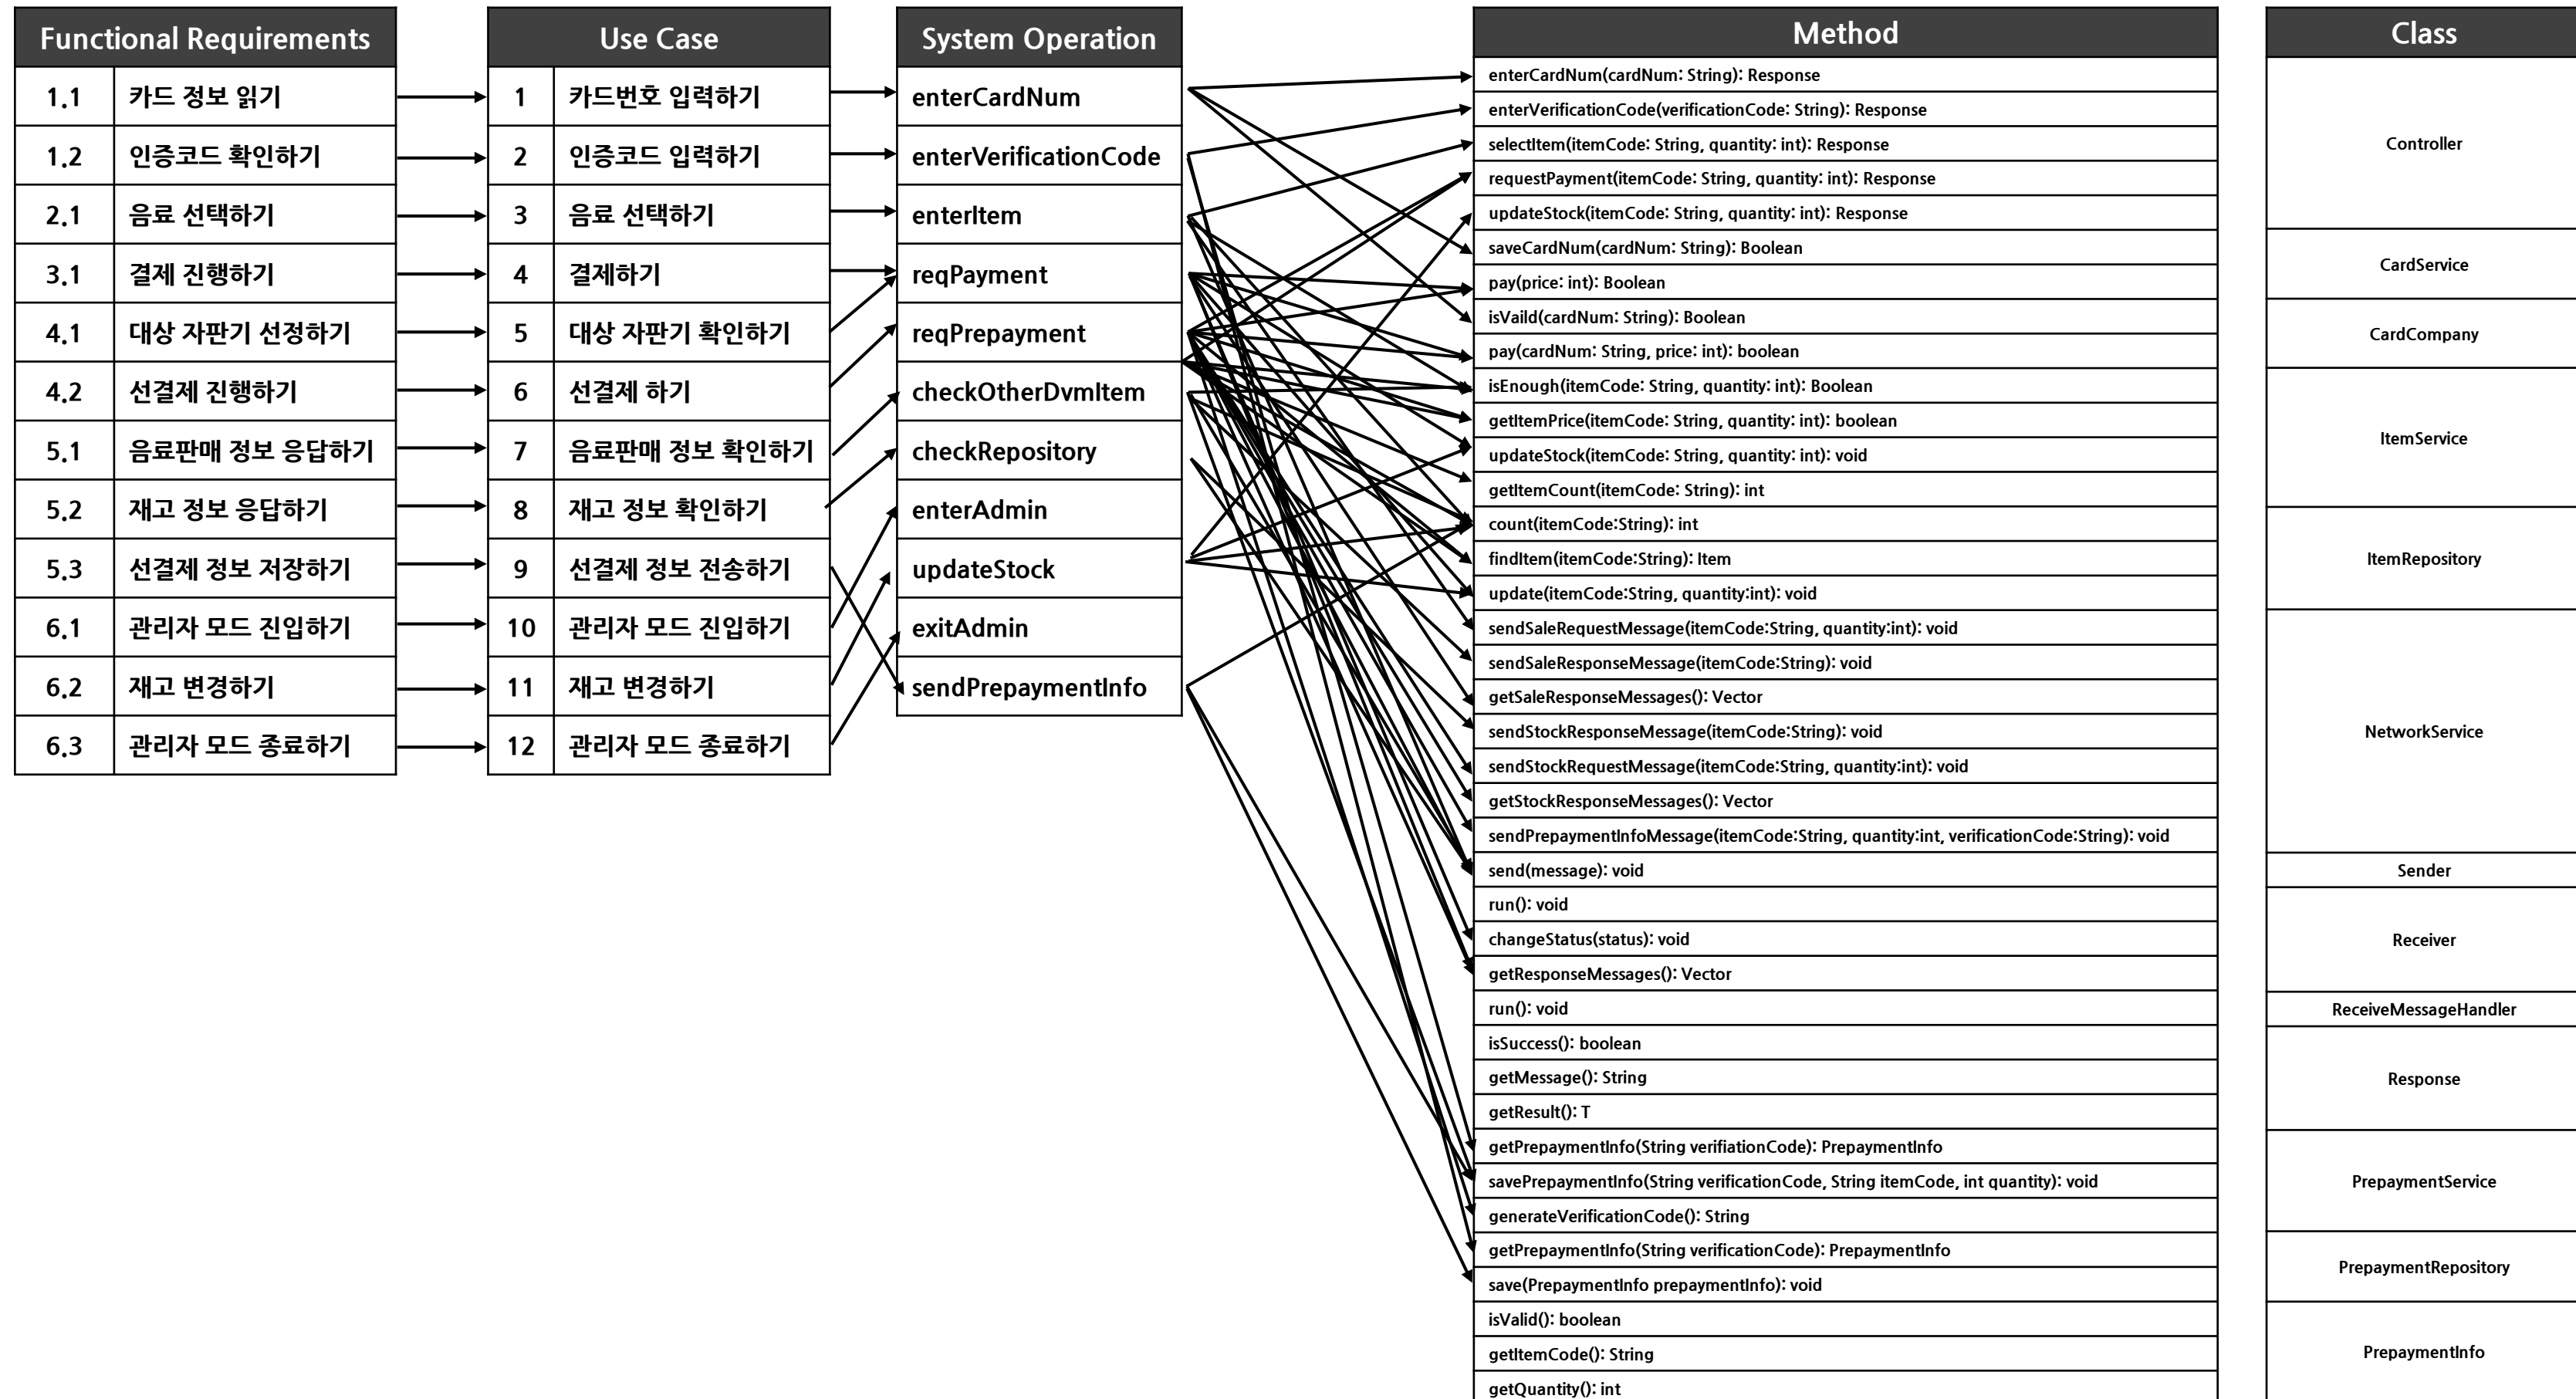 Functional Requirements
1.1 카드 정보 읽기
1.2 인증코드 확인하기
2.1 음료 선택하기
3.1 결제 진행하기
4.1 대상 자판기 선정하기
4.2 선결제 진행하기
5.1 음료판매 정보 응답하기
5.2 재고 정보 응답하기
5.3 선결제 정보 저장하기
6.1 관리자 모드 진입하기
6.2 재고 변경하기
6.3 관리자 모드 종료하기
Use Case
1 카드번호 입력하기
2 인증코드 입력하기
3 음료 선택하기
4 결제하기
5 대상 자판기 확인하기
6 선결제 하기
7 음료판매 정보 확인하기
8 재고 정보 확인하기
9 선결제 정보 전송하기
10 관리자 모드 진입하기
11 재고 변경하기
12 관리자 모드 종료하기
System Operation
enterCardNum
enterVerificationCode
enterItem
reqPayment
reqPrepayment
checkOtherDvmItem
checkRepository
enterAdmin
updateStock
exitAdmin
sendPrepaymentInfo
Method
enterCardNum(cardNum: String): Response
enterVerificationCode(verificationCode: String): Response
selectItem(itemCode: String, quantity: int): Response
requestPayment(itemCode: String, quantity: int): Response
updateStock(itemCode: String, quantity: int): Response
saveCardNum(cardNum: String): Boolean
pay(price: int): Boolean
isVaild(cardNum: String): Boolean
pay(cardNum: String, price: int): boolean
isEnough(itemCode: String, quantity: int): Boolean
getItemPrice(itemCode: String, quantity: int): boolean
updateStock(itemCode: String, quantity: int): void
getItemCount(itemCode: String): int
count(itemCode:String): int
findItem(itemCode:String): Item
update(itemCode:String, quantity:int): void
sendSaleRequestMessage(itemCode:String, quantity:int): void
sendSaleResponseMessage(itemCode:String): void
getSaleResponseMessages(): Vector
sendStockResponseMessage(itemCode:String): void
sendStockRequestMessage(itemCode:String, quantity:int): void
getStockResponseMessages(): Vector
sendPrepaymentInfoMessage(itemCode:String, quantity:int, verificationCode:String): void
send(message): void
run(): void
changeStatus(status): void
getResponseMessages(): Vector
run(): void
isSuccess(): boolean
getMessage(): String
getResult(): T
getPrepaymentInfo(String verifiationCode): PrepaymentInfo
savePrepaymentInfo(String verificationCode, String itemCode, int quantity): void
generateVerificationCode(): String
getPrepaymentInfo(String verificationCode): PrepaymentInfo
save(PrepaymentInfo prepaymentInfo): void
isValid(): boolean
getItemCode(): String
getQuantity(): int
Class
Controller
CardService
CardCompany
ItemService
ItemRepository
NetworkService
Sender
Receiver
ReceiveMessageHandler
Response
PrepaymentService
PrepaymentRepository
PrepaymentInfo